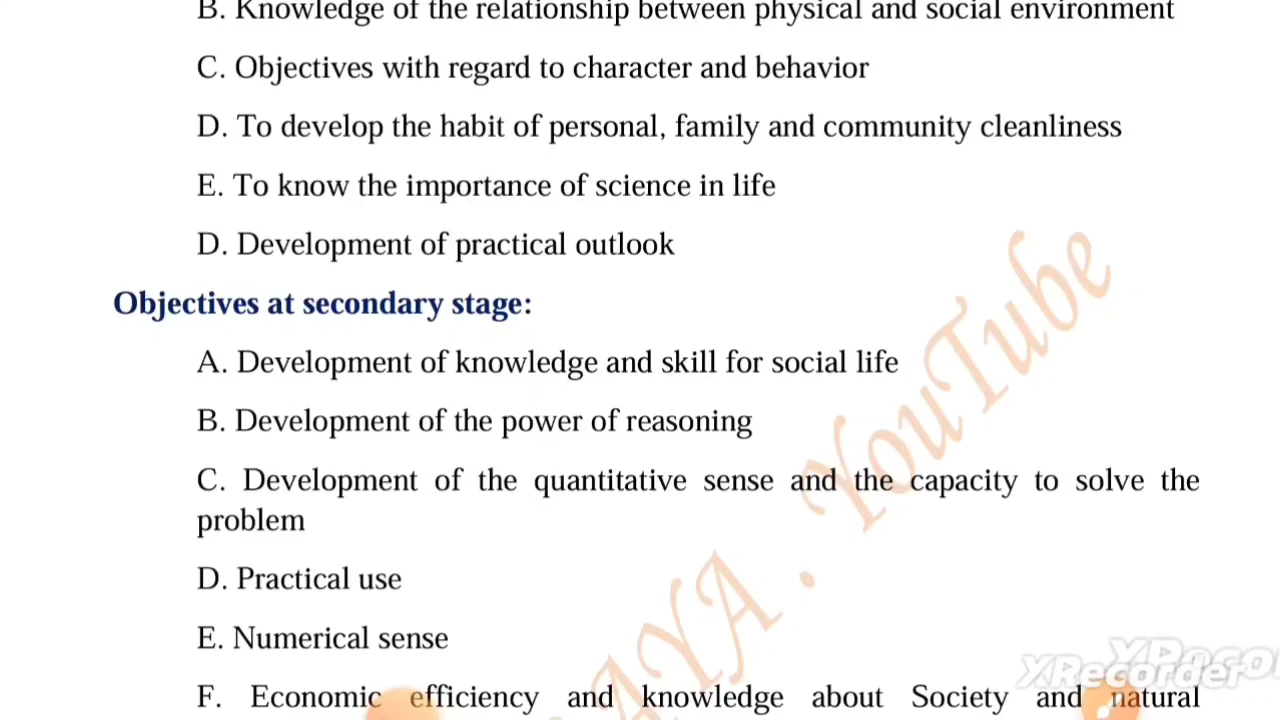 B. Knowledge of the relationship between physical and social environment
C. Objectives with regard to character and behavior
D. To develop the habit of personal, family and community cleanliness
E. To know the importance of science in life
D. Development of practical outlook
Objectives at secondary stage:
A. Development of knowledge and skill for social life
B. Development of the power of reasoning
C. Development of the quantitative sense and the capacity to solve the
problem
D. Practical use
E. Numerical sense
F. Economic efficiency and knowledge about Society and natural
AYA . YouTube
XRecorder